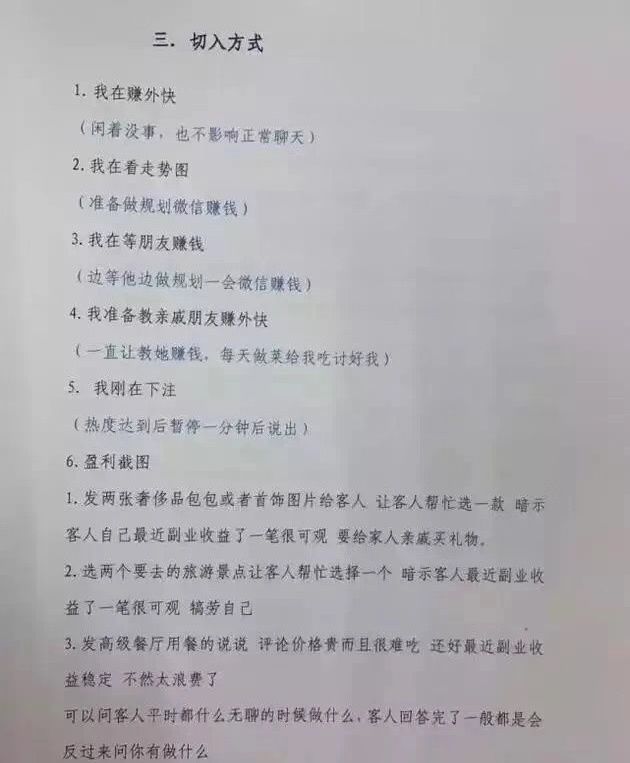 三．切入方式
1. 我在赚外快
（闲着没事，也不影响正常聊天）
2. 我在看走势图
（准备做规划微信赚钱）
3. 我在等朋友赚钱
（边等他边做规划一会微信赚钱）
4. 我准备教亲戚朋友赚外快
（一直让教她赚钱，每天做菜给我吃讨好我）
5. 我刚在下注
（热度达到后暂停一分钟后说出）
6. 盈利截图
1. 发两张奢侈品包包或者首饰图片给客人 让客人帮忙选一款 暗示
客人自己最近副业收益了一笔很可观 要给家人亲戚买礼物。
2. 选两个要去的旅游景点让客人帮忙选择一个 暗示客人最近副业收
益了一笔很可观 犒劳自己
3. 发高级餐厅用餐的说说 评论价格贵而且很难吃 还好最近副业收
益稳定 不然太浪费了
可以问客人平时都什么无聊的时候做什么，客人回答完了一般都是会
反过来问你有做什么